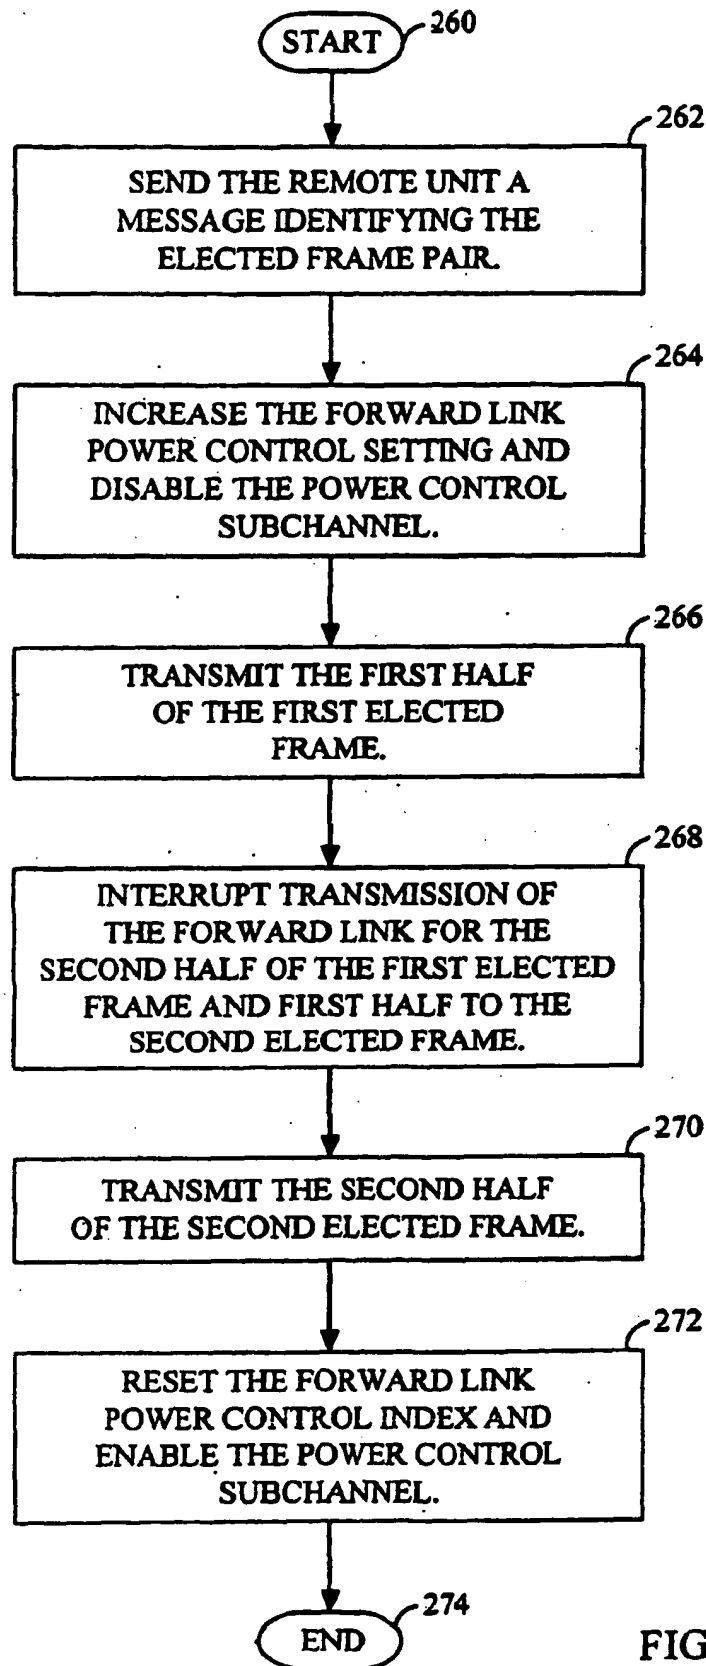 START
260
262
SEND THE REMOTE UNIT A
MESSAGE IDENTIFYING THE
ELECTED FRAME PAIR.
264
INCREASE THE FORWARD LINK
POWER CONTROL SETTING AND
DISABLE THE POWER CONTROL
SUBCHANNEL.
266
TRANSMIT THE FIRST HALF
OF THE FIRST ELECTED
FRAME.
268
INTERRUPT TRANSMISSION OF
THE FORWARD LINK FOR THE
SECOND HALF OF THE FIRST ELECTED
FRAME AND FIRST HALF TO THE
SECOND ELECTED FRAME.
270
TRANSMIT THE SECOND HALF
OF THE SECOND ELECTED FRAME.
272
RESET THE FORWARD LINK
POWER CONTROL INDEX AND
ENABLE THE POWER CONTROL
SUBCHANNEL.
274
END
FIG